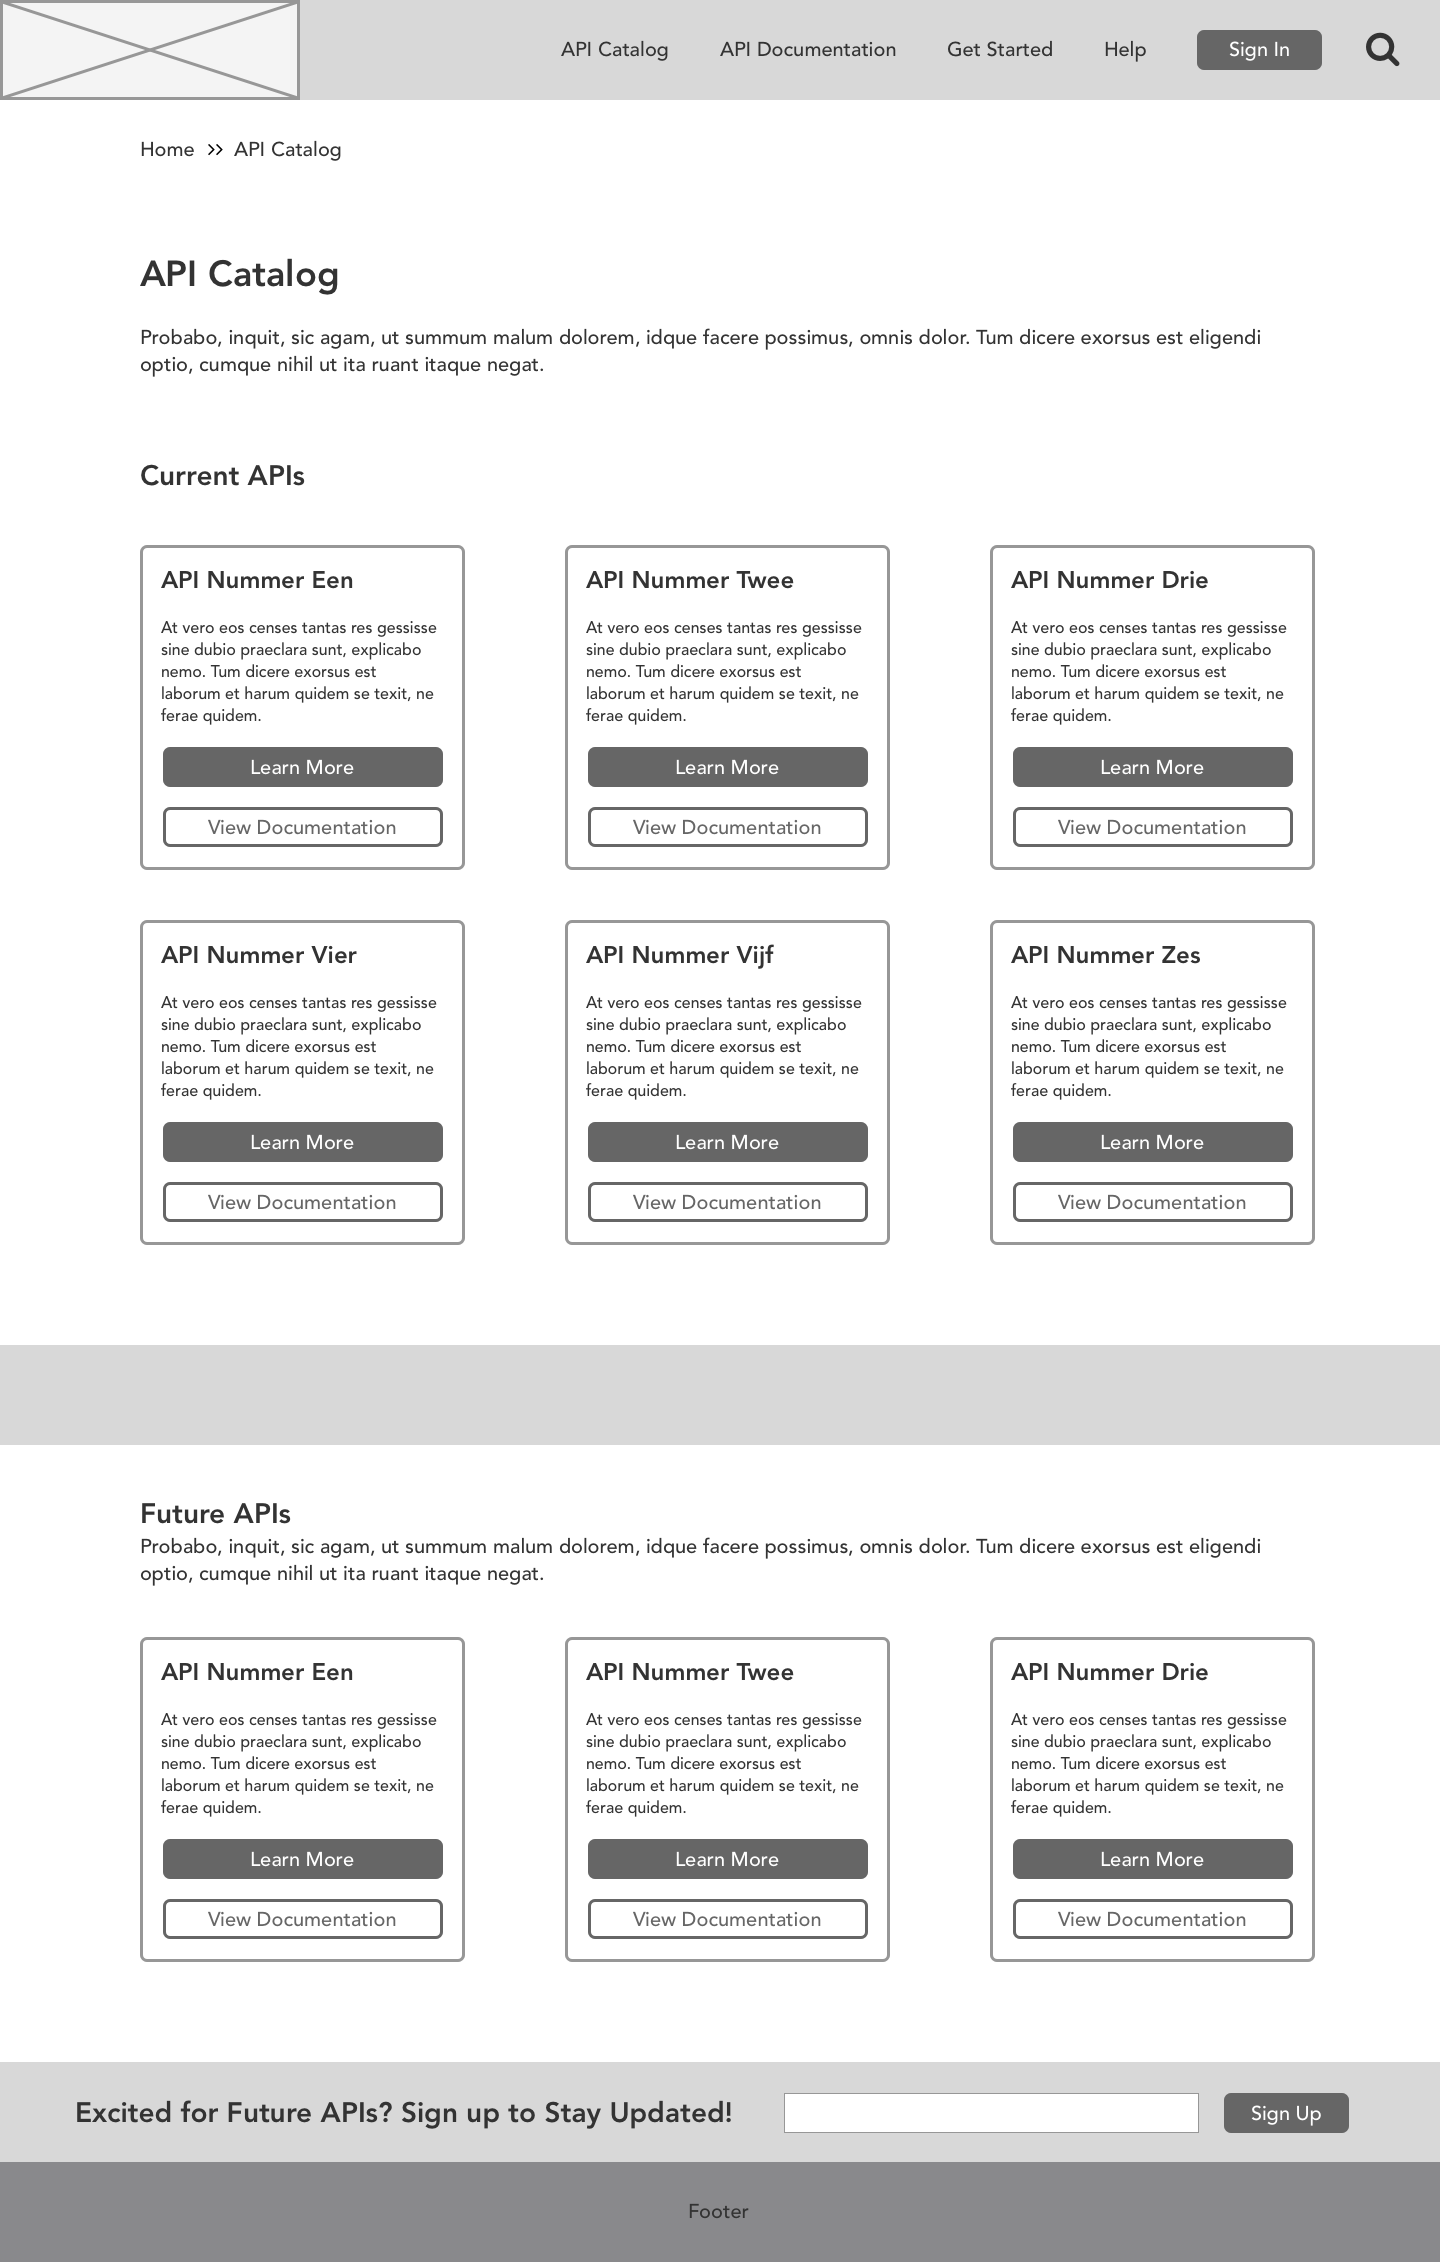 API Catalog API Documentation Get Started Help Sign In
Home >> API Catalog
API Catalog
Probabo, inquit, sic agam, ut summum malum dolorem, idque facere possimus, omnis dolor. Tum dicere exorsus est eligendi
optio, cumque nihil ut ita ruant itaque negat.
Current APIs
API Nummer Een
At vero eos censes tantas res gessisse
sine dubio praeclara sunt, explicabo
nemo. Tum dicere exorsus est
laborum et harum quidem se texit, ne
ferae quidem.
Learn More
View Documentation
API Nummer Twee
At vero eos censes tantas res gessisse
sine dubio praeclara sunt, explicabo
nemo. Tum dicere exorsus est
laborum et harum quidem se texit, ne
ferae quidem.
Learn More
View Documentation
API Nummer Drie
At vero eos censes tantas res gessisse
sine dubio praeclara sunt, explicabo
nemo. Tum dicere exorsus est
laborum et harum quidem se texit, ne
ferae quidem.
Learn More
View Documentation
API Nummer Vier
At vero eos censes tantas res gessisse
sine dubio praeclara sunt, explicabo
nemo. Tum dicere exorsus est
laborum et harum quidem se texit, ne
ferae quidem.
Learn More
View Documentation
API Nummer Vijf
At vero eos censes tantas res gessisse
sine dubio praeclara sunt, explicabo
nemo. Tum dicere exorsus est
laborum et harum quidem se texit, ne
ferae quidem.
Learn More
View Documentation
API Nummer Zes
At vero eos censes tantas res gessisse
sine dubio praeclara sunt, explicabo
nemo. Tum dicere exorsus est
laborum et harum quidem se texit, ne
ferae quidem.
Learn More
View Documentation
Future APIs
Probabo, inquit, sic agam, ut summum malum dolorem, idque facere possimus, omnis dolor. Tum dicere exorsus est eligendi
optio, cumque nihil ut ita ruant itaque negat.
API Nummer Een
At vero eos censes tantas res gessisse
sine dubio praeclara sunt, explicabo
nemo. Tum dicere exorsus est
laborum et harum quidem se texit, ne
ferae quidem.
Learn More
View Documentation
API Nummer Twee
At vero eos censes tantas res gessisse
sine dubio praeclara sunt, explicabo
nemo. Tum dicere exorsus est
laborum et harum quidem se texit, ne
ferae quidem.
Learn More
View Documentation
API Nummer Drie
At vero eos censes tantas res gessisse
sine dubio praeclara sunt, explicabo
nemo. Tum dicere exorsus est
laborum et harum quidem se texit, ne
ferae quidem.
Learn More
View Documentation
Excited for Future APIs? Sign up to Stay Updated! Sign Up
Footer